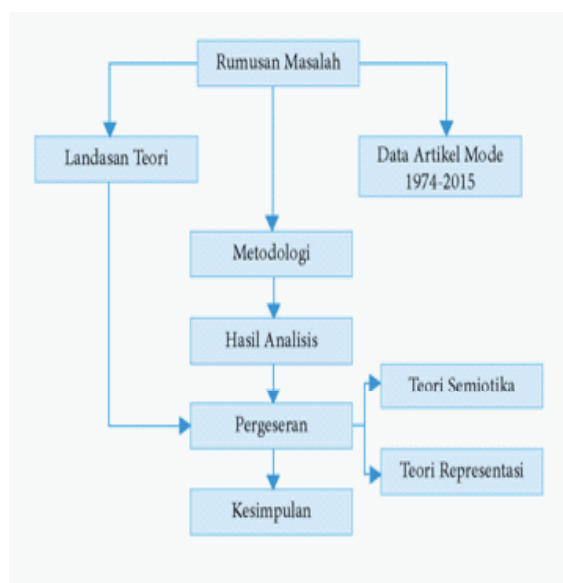 Rumusan Masalah
Landasan Teori
Data Artikel Mode
1974-2015
Metodologi
Hasil Analisis
Teori Semiotika
Pergeseran
Teori Representasi
Kesimpulan